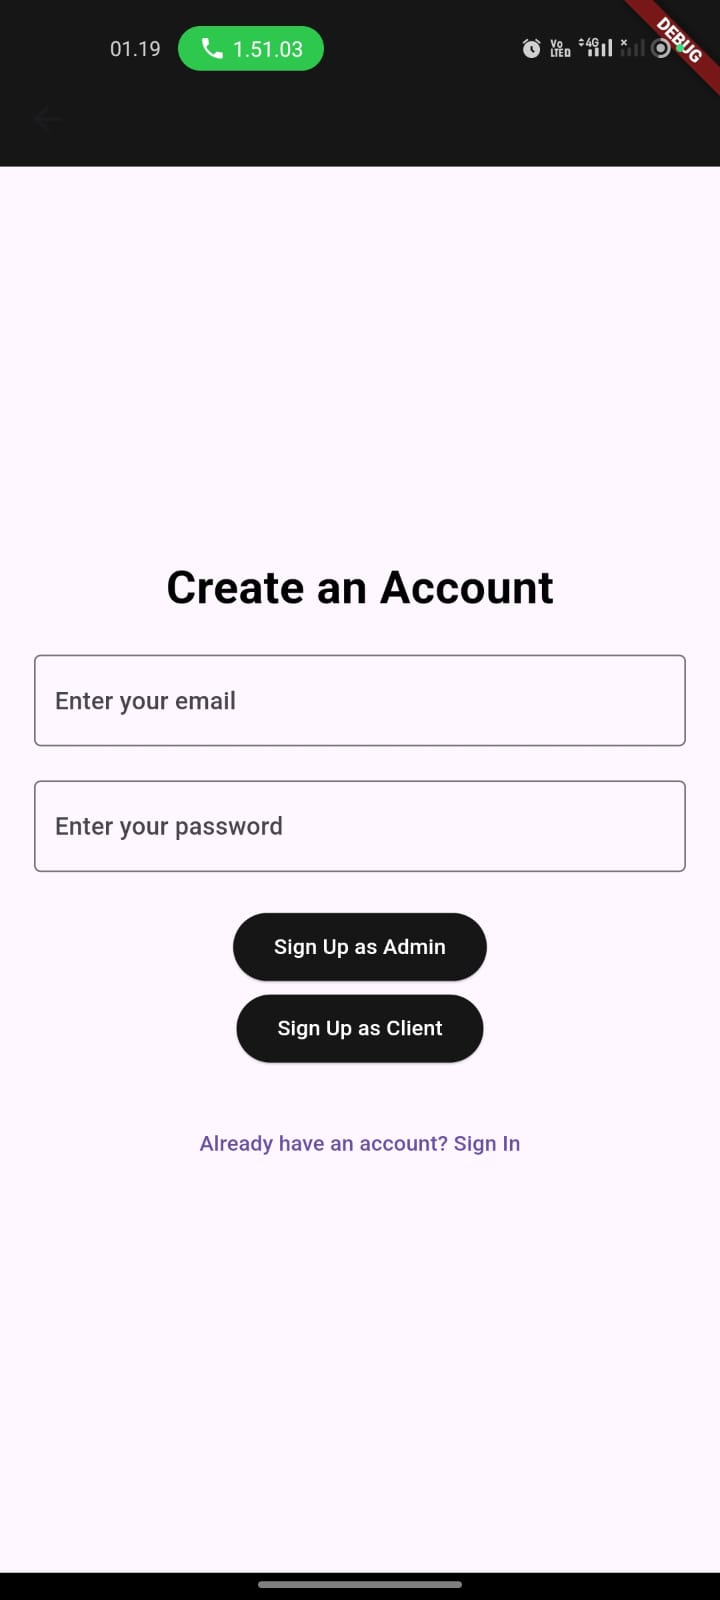 01.19 1.51.03 Vo LTED 4G DEBUG
Create an Account
Enter your email
Enter your password
Sign Up as Admin
Sign Up as Client
Already have an account? Sign In